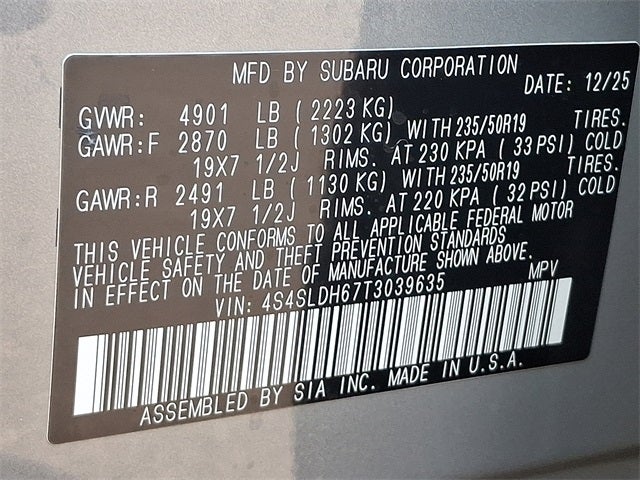 MFD BY SUBARU CORPORATION
DATE: 12/25
GVWR: 4901 LB ( 2223 KG)
GAWR:F 2870 LB ( 1302 KG) WITH 235/50R19 TIRES.
19X7 1/2J RIMS. AT 230 KPA ( 33 PSI) COLD
GAWR:R 2491 LB ( 1130 KG) WITH 235/50R19 TIRES.
19X7 1/2J RIMS. AT 220 KPA ( 32 PSI) COLD
THIS VEHICLE CONFORMS TO ALL APPLICABLE FEDERAL MOTOR
VEHICLE SAFETY AND THEFT PREVENTION STANDARDS
IN EFFECT ON THE DATE OF MANUFACTURE SHOWN ABOVE.
VIN: 4S4SLDH67T3039635 MPV
ASSEMBLED BY SIA INC. MADE IN U.S.A.